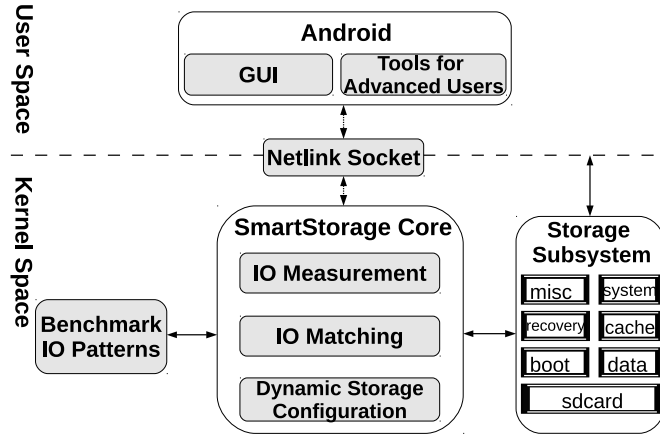 User Space
Android
GUI
Tools for
Advanced Users
Netlink Socket
Kernel Space
SmartStorage Core
IO Measurement
IO Matching
Dynamic Storage
Configuration
Benchmark
IO Patterns
Storage
Subsystem
misc
system
recovery
cache
boot
data
sdcard